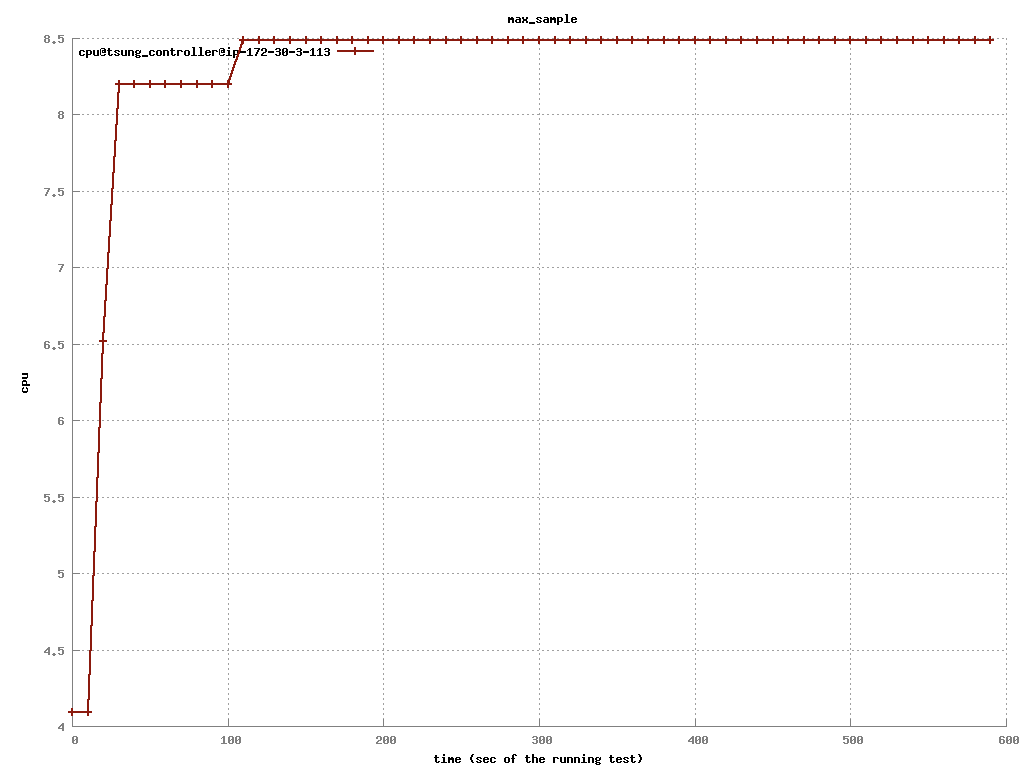 max_sample
8.5
cpu@tsung_controller@ip-172-30-3-113
8
7.5
7
6.5
cpu
6
5.5
5
4.5
4
0 100 200 300 400 500 600
time (sec of the running test)